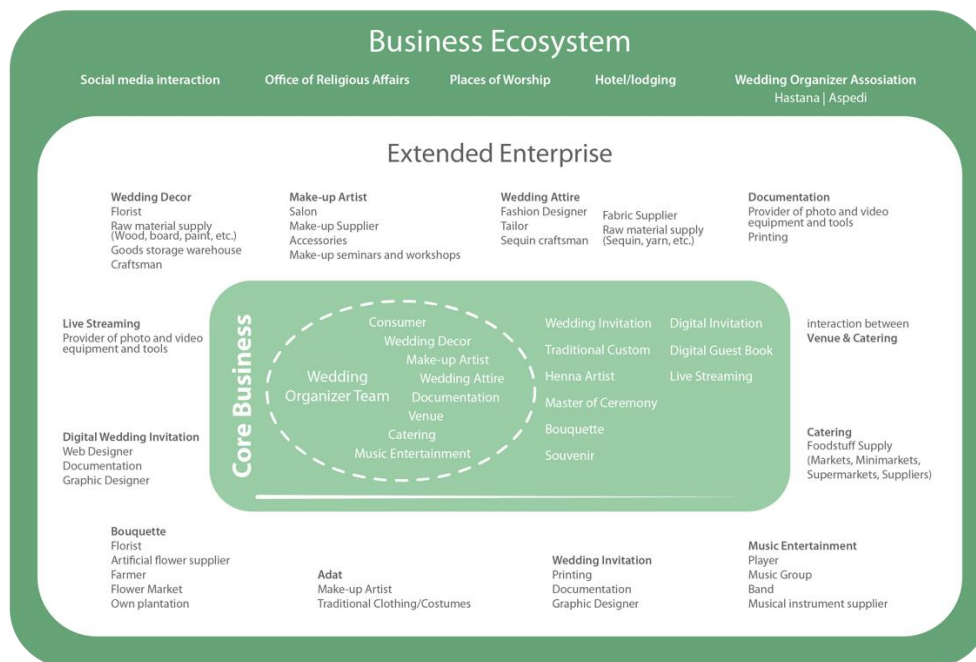 Business Ecosystem
Social media interaction
Office of Religious Affairs
Places of Worship
Hotel/lodging
Wedding Organizer Assosiation
Hastana | Aspedi
Extended Enterprise
Wedding Decor
Florist
Raw material supply
(Wood, board, paint, etc.)
Goods storage warehouse
Craftsman
Make-up Artist
Salon
Make-up Supplier
Accessories
Make-up seminars and workshops
Wedding Attire
Fashion Designer
Tailor
Sequin craftsman
Fabric Supplier
Raw material supply
(Sequin, yarn, etc.)
Documentation
Provider of photo and video
equipment and tools
Printing
Live Streaming
Provider of photo and video
equipment and tools
Digital Wedding Invitation
Web Designer
Documentation
Graphic Designer
Core Business
Wedding
Organizer Team
Consumer
Wedding Decor
Make-up Artist
Wedding Attire
Documentation
Venue
Catering
Music Entertainment
Wedding Invitation
Traditional Custom
Henna Artist
Master of Ceremony
Bouquette
Souvenir
Digital Invitation
Digital Guest Book
Live Streaming
interaction between
Venue & Catering
Catering
Foodstuff Supply
(Markets, Minimarkets,
Supermarkets, Suppliers)
Bouquette
Florist
Artificial flower supplier
Farmer
Flower Market
Own plantation
Adat
Make-up Artist
Traditional Clothing/Costumes
Wedding Invitation
Printing
Documentation
Graphic Designer
Music Entertainment
Player
Music Group
Band
Musical instrument supplier